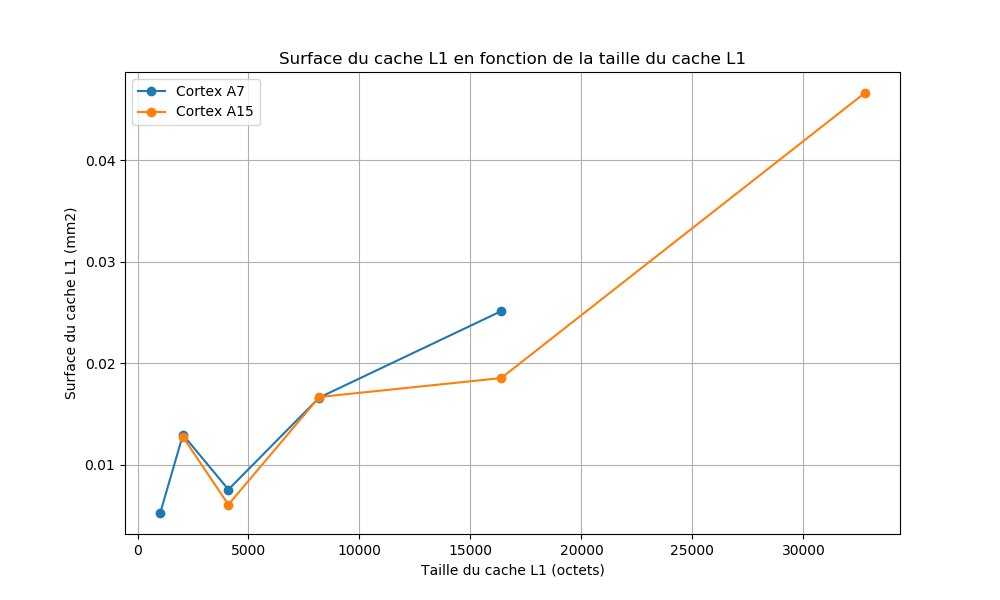 Surface du cache L1 en fonction de la taille du cache L1
Cortex A7
Cortex A15
Surface du cache L1 (mm2)
0.04
0.03
0.02
0.01
0 5000 10000 15000 20000 25000 30000
Taille du cache L1 (octets)